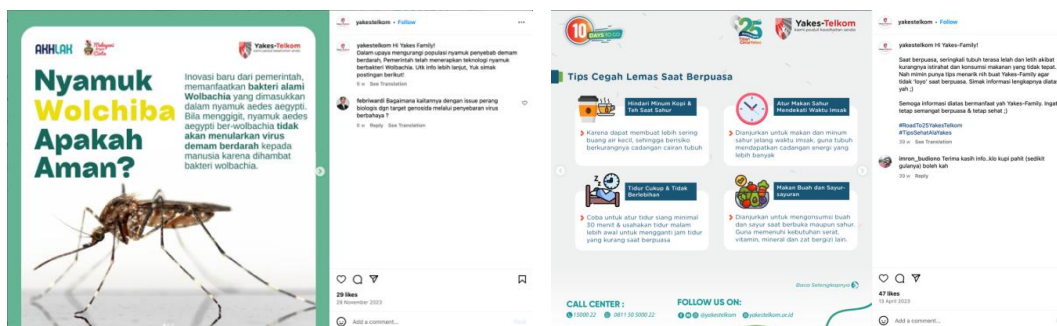 AKHLAK
Yakes-Telkom
Nyamuk
Wolchiba
Apakah
Aman?
Inovasi baru dari pemerintah,
memanfaatkan bakteri alami
Wolbachia yang dimasukkan
dalam nyamuk aedes aegypti.
Bila menggigit, nyamuk aedes
aegypti ber-wolbachia tidak
akan menularkan virus
demam berdarah kepada
manusia karena dihambat
bakteri wolbachia.
yakestelkom • Follow
yakestelkom Hi Yakes Family!
Dalam upaya mengurangi populasi nyamuk penyebab demam
berdarah, Pemerintah telah menerapkan teknologi nyamuk
berbakteri Wolbachia. Utk info lebih lanjut, Yuk simak
postingan berikut!
See Translation
febriwandi Bagaimana kaitamya dengan issue perang
biologis dgn target genosida melalui penyebaran virus
berbahaya ?
Reply See Translation
29 likes
29 November 2023
Add a comment...
10 DAYS TO GO
25
Yakes-Telkom
Tips Cegah Lemas Saat Berpuasa
Hindari Minum Kopi &
Teh Saat Sahur
Karena dapat membuat lebih sering
buang air kecil, sehingga berisiko
berkurangnya cadangan cairan tubuh
Atur Makan Sahur
Mendekati Waktu Imsak
Dianjurkan untuk makan dan minum
sahur jelang waktu imsak, guna tubuh
mendapatkan cadangan energi yang
lebih banyak
Tidur Cukup & Tidak
Berlebihan
Coba untuk atur tidur siang minimal
30 menit & usahakan tidur malam
lebih awal untuk mengganti jam tidur
yang kurang saat berpuasa
Makan Buah dan Sayur-
sayuran
Dianjurkan untuk mengonsumsi buah
dan sayur saat berbuka maupun sahur.
Guna memenuhi kebutuhan serat,
vitamin, mineral dan zat bergizi lain.
Baca Selengkapnya
CALL CENTER :
15000 22 0811 30 5000 22
FOLLOW US ON:
@yakestelkom @yakestelkom.or.id
yakestelkom • Follow
yakestelkom Hi Yakes-Family!
Saat berpuasa, seringkali tubuh terasa lelah dan letih akibat
kurangnya istirahat dan konsumsi makanan yang tidak tepat.
Nah mimin punya tips menarik nih buat Yakes-Family agar
tidak 'loyo' saat berpuasa. Simak informasi lengkapnya diatas
yah ;)
Semoga informasi diatas bermanfaat yah Yakes-Family. Ingat
tetap semangat berpuasa & tetap sehat ;)
#RoadTo25YakesTelkom
#TipsSehatAlaYakes
See Translation
imron_budiono Terima kasih info..klo kupi pahit (sedikit
gulanya) boleh kah
Reply
47 likes
13 April 2023
Add a comment...